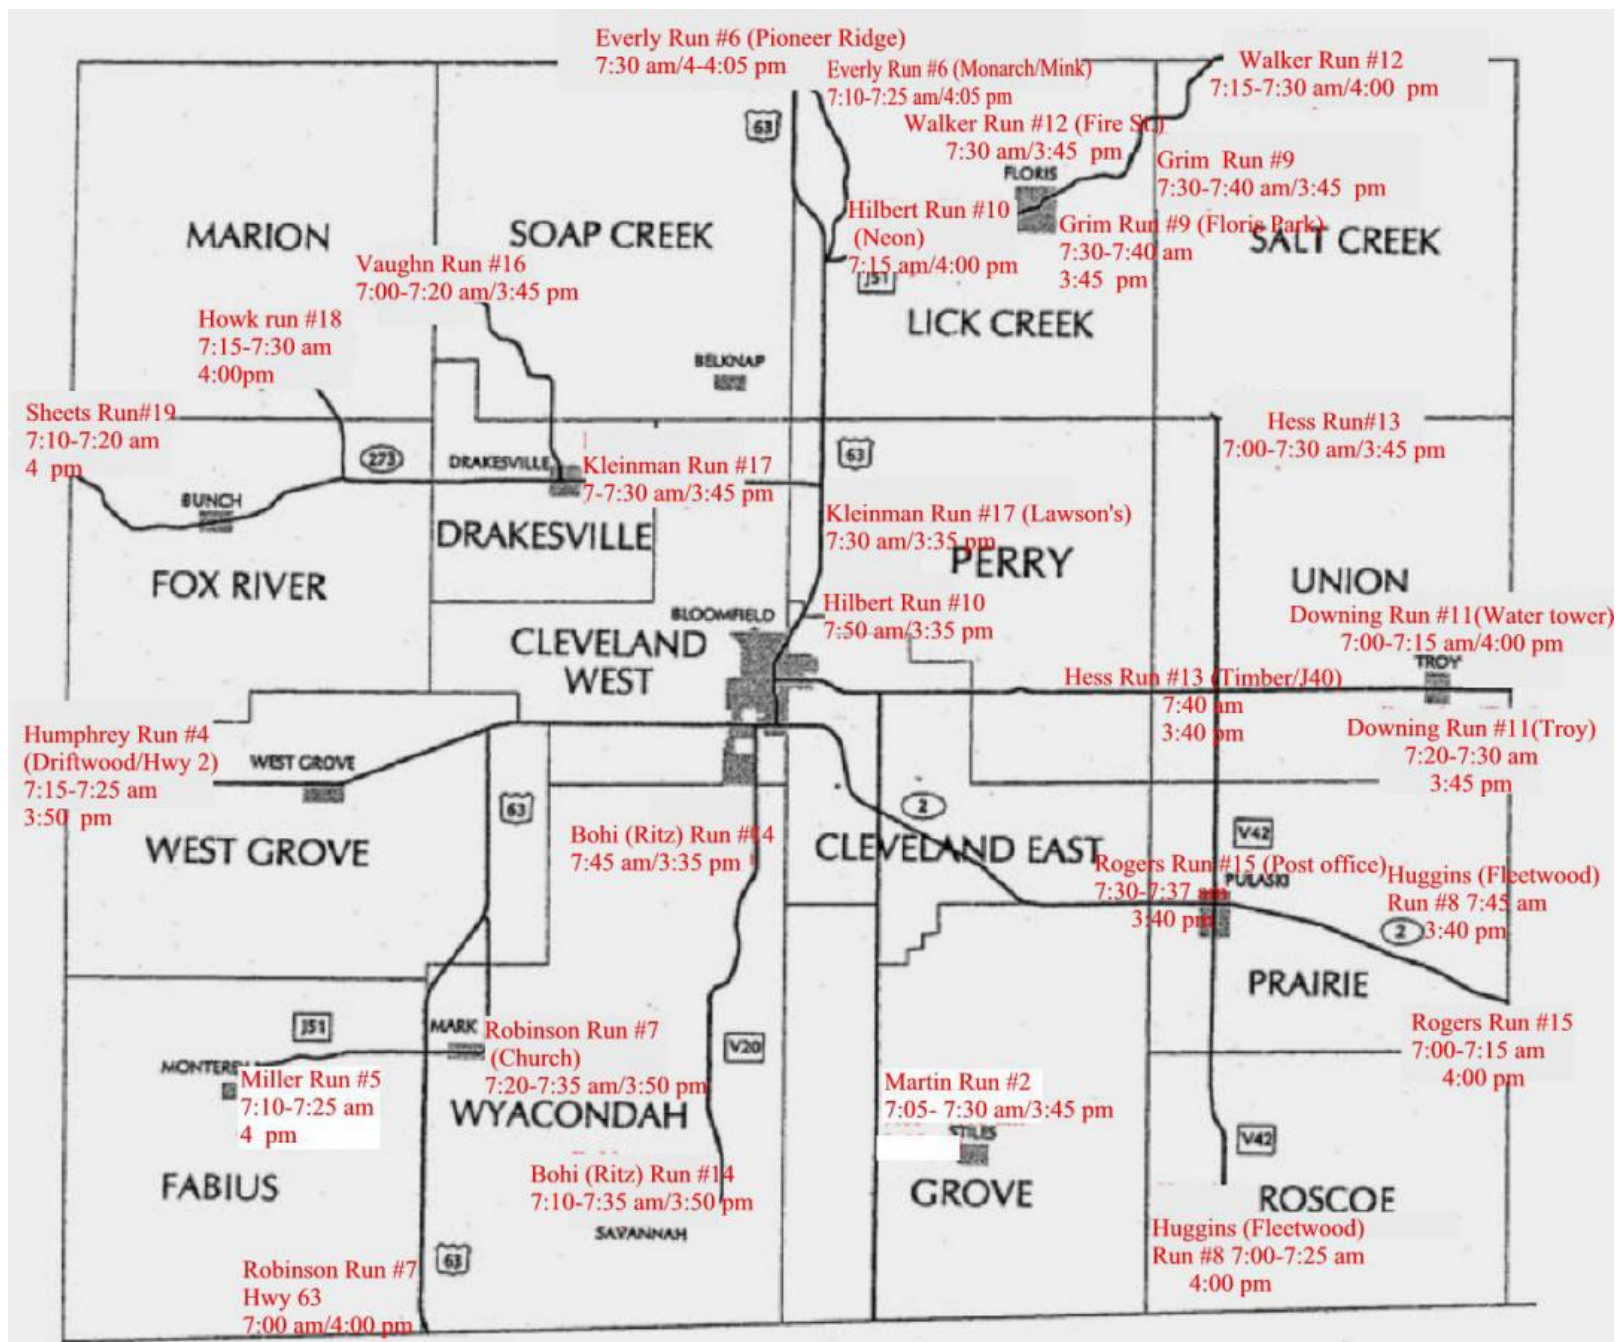 Everly Run #6 (Pioneer Ridge)
7:30 am/4-4:05 pm
Everly Run #6 (Monarch/Mink)
7:10-7:25 am/4:05 pm
Walker Run #12
7:15-7:30 am/4:00 pm
63
Walker Run #12 (Fire St.)
7:30 am/3:45 pm
FLORIS
Grim Run #9
7:30-7:40 am/3:45 pm
MARION
SOAP CREEK
Hilbert Run #10
(Neon)
7:15 am/4:00 pm
J51
Grim Run #9 (Floris Park)
7:30-7:40 am
3:45 pm
SALT CREEK
Vaughn Run #16
7:00-7:20 am/3:45 pm
LICK CREEK
Howk run #18
7:15-7:30 am
4:00pm
BELKNAP
Sheets Run#19
7:10-7:20 am
4 pm
Hess Run#13
7:00-7:30 am/3:45 pm
273
DRAKESVILLE
Kleinman Run #17
7-7:30 am/3:45 pm
63
BUNCH
Kleinman Run #17 (Lawson's)
7:30 am/3:35 pm
DRAKESVILLE
PERRY
FOX RIVER
UNION
BLOOMFIELD
Hilbert Run #10
7:50 am/3:35 pm
Downing Run #11(Water tower)
7:00-7:15 am/4:00 pm
TROY
CLEVELAND
WEST
Hess Run #13 (Timber/J40)
7:40 am
3:40 pm
Humphrey Run #4
(Driftwood/Hwy 2)
7:15-7:25 am
3:50 pm
WEST GROVE
Downing Run #11(Troy)
7:20-7:30 am
3:45 pm
63
2
WEST GROVE
Bohi (Ritz) Run #14
7:45 am/3:35 pm
CLEVELAND EAST
V42
Rogers Run #15 (Post office)
7:30-7:37 am
3:40 pm
PULASKI
Huggins (Fleetwood)
Run #8 7:45 am
3:40 pm
2
PRAIRIE
J51
MARK
Robinson Run #7
(Church)
7:20-7:35 am/3:50 pm
V20
Rogers Run #15
7:00-7:15 am
4:00 pm
MONTEREY
Miller Run #5
7:10-7:25 am
4 pm
WYACONDAH
Martin Run #2
7:05- 7:30 am/3:45 pm
STILES
V42
FABIUS
Bohi (Ritz) Run #14
7:10-7:35 am/3:50 pm
SAVANNAH
GROVE
ROSCOE
Huggins (Fleetwood)
Run #8 7:00-7:25 am
4:00 pm
63
Robinson Run #7
Hwy 63
7:00 am/4:00 pm